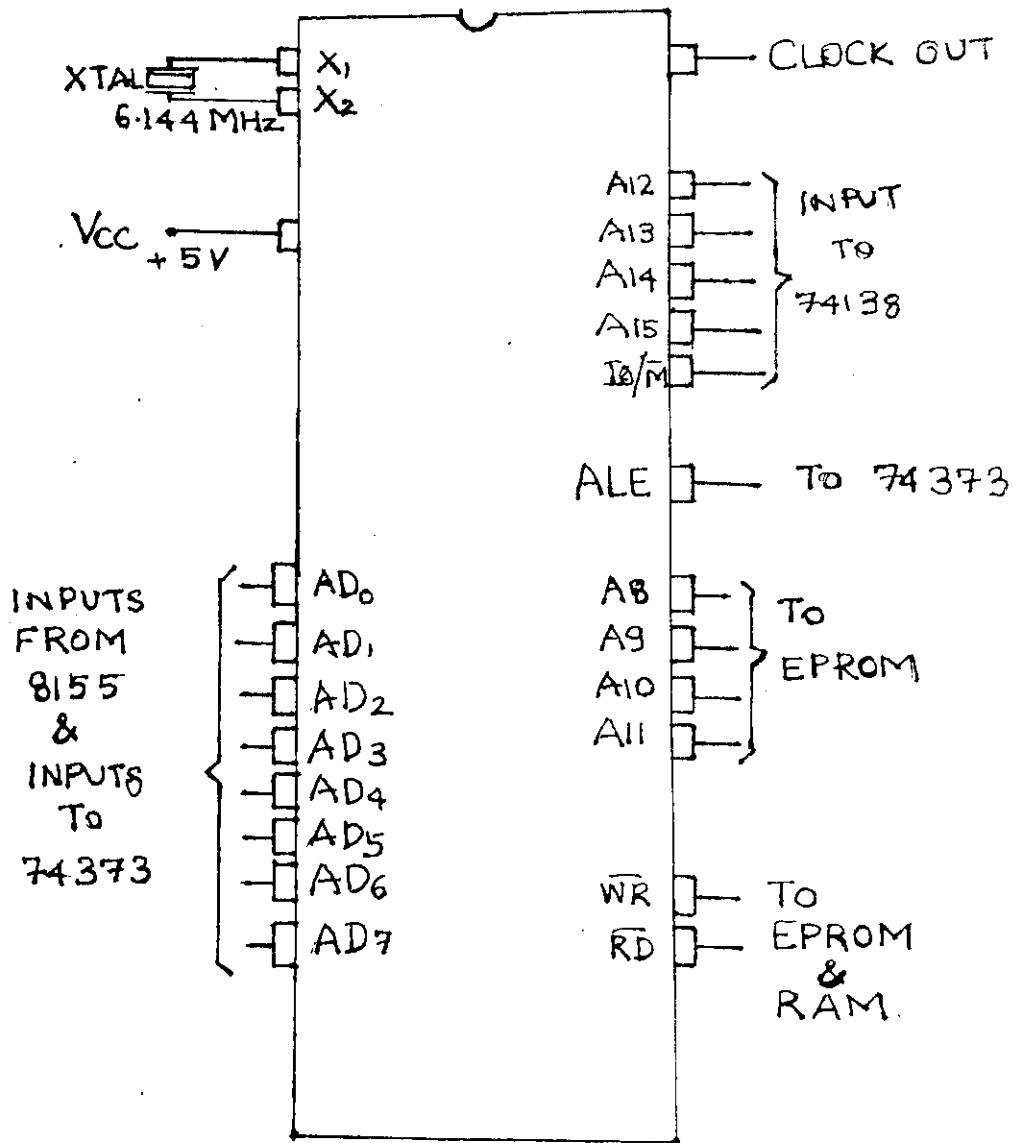 XTAL
6.144 MHz
X₁
X₂
CLOCK OUT
VCC
+5V
A12
A13
A14
A15
IO/M̅
INPUT
TO
74138
ALE
TO 74373
INPUTS
FROM
8155
&
INPUTS
TO
74373
AD₀
AD₁
AD₂
AD₃
AD₄
AD₅
AD₆
AD₇
A8
A9
A10
A11
TO
EPROM
W̅R̅
R̅D̅
TO
EPROM
&
RAM.